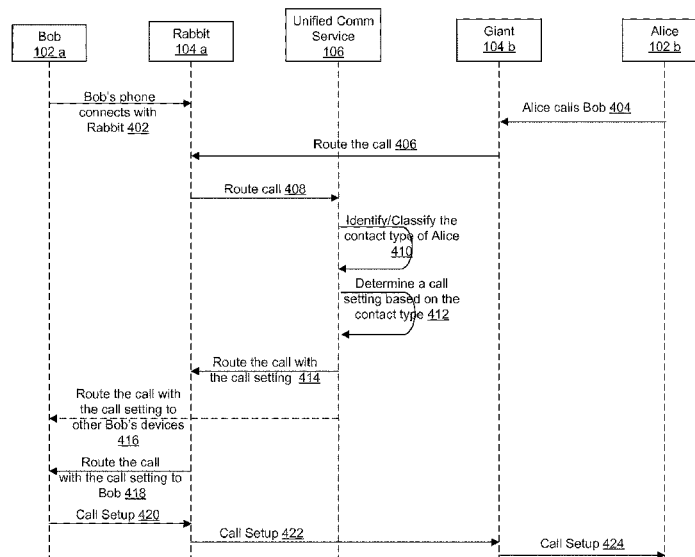 Bob
102 a
Rabbit
104 a
Unified Comm
Service
106
Giant
104 b
Alice
102 b
Bob's phone
connects with
Rabbit 402
Alice calls Bob 404
Route the call 406
Route call 408
Identify/Classify the
contact type of Alice
410
Determine a call
setting based on the
contact type 412
Route the call with
the call setting 414
Route the call with
the call setting to
other Bob's devices
416
Route the call
with the call setting to
Bob 418
Call Setup 420
Call Setup 422
Call Setup 424